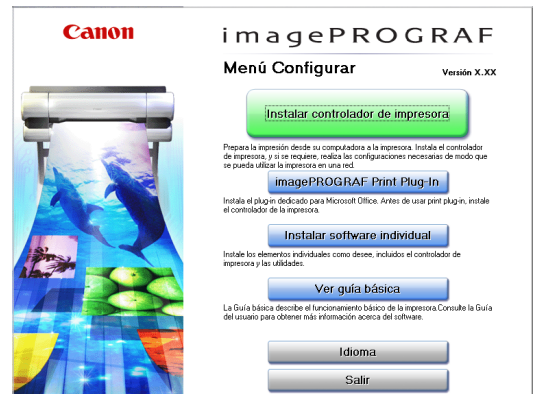 Canon
imagePROGRAF
Menú Configurar
Versión X.XX
Instalar controlador de impresora
Prepara la impresión desde su computadora a la impresora. Instala el controlador
de impresora, y si se requiere, realiza las configuraciones necesarias de modo que
se pueda utilizar la impresora en una red.
imagePROGRAF Print Plug-In
Instala el plug-in dedicado para Microsoft Office. Antes de usar print plug-in, instale
el controlador de la impresora.
Instalar software individual
Instale los elementos individuales como desee, incluidos el controlador de
impresora y las utilidades.
Ver guía básica
La Guía básica describe el funcionamiento básico de la impresora.Consulte la Guía
del usuario para obtener más información acerca del software.
Idioma
Salir